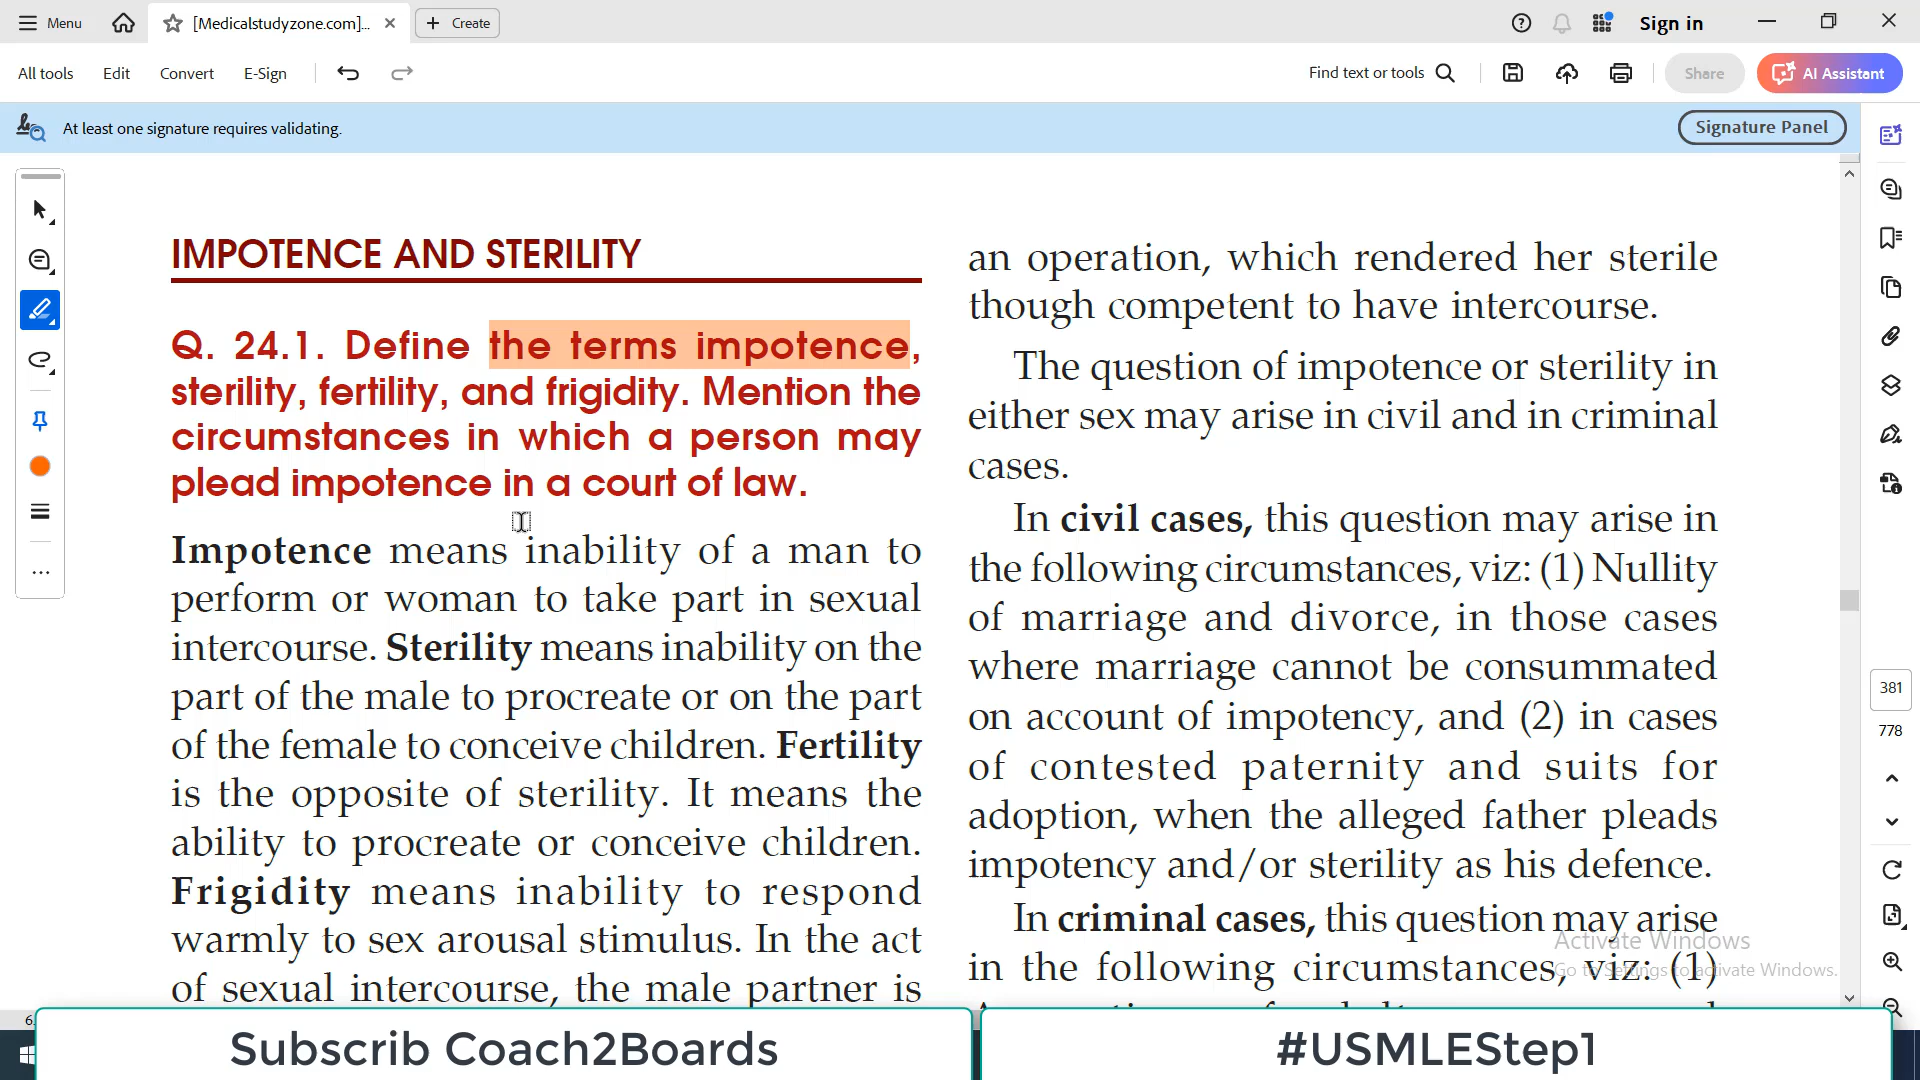 Menu
[Medicalstudyzone.com]...
Create
Sign in
All tools
Edit
Convert
E-Sign
Find text or tools
Share
AI Assistant
At least one signature requires validating.
Signature Panel
IMPOTENCE AND STERILITY
Q. 24.1. Define the terms impotence,
sterility, fertility, and frigidity. Mention the
circumstances in which a person may
plead impotence in a court of law.
Impotence means inability of a man to
perform or woman to take part in sexual
intercourse. Sterility means inability on the
part of the male to procreate or on the part
of the female to conceive children. Fertility
is the opposite of sterility. It means the
ability to procreate or conceive children.
Frigidity means inability to respond
warmly to sex arousal stimulus. In the act
of sexual intercourse, the male partner is
an operation, which rendered her sterile
though competent to have intercourse.
The question of impotence or sterility in
either sex may arise in civil and in criminal
cases.
In civil cases, this question may arise in
the following circumstances, viz: (1) Nullity
of marriage and divorce, in those cases
where marriage cannot be consummated
on account of impotency, and (2) in cases
of contested paternity and suits for
adoption, when the alleged father pleads
impotency and/or sterility as his defence.
In criminal cases, this question may arise
in the following circumstances, viz: (1)
Activate Windows
Go to Settings to activate Windows.
381
778
Subscrib Coach2Boards
#USMLEStep1